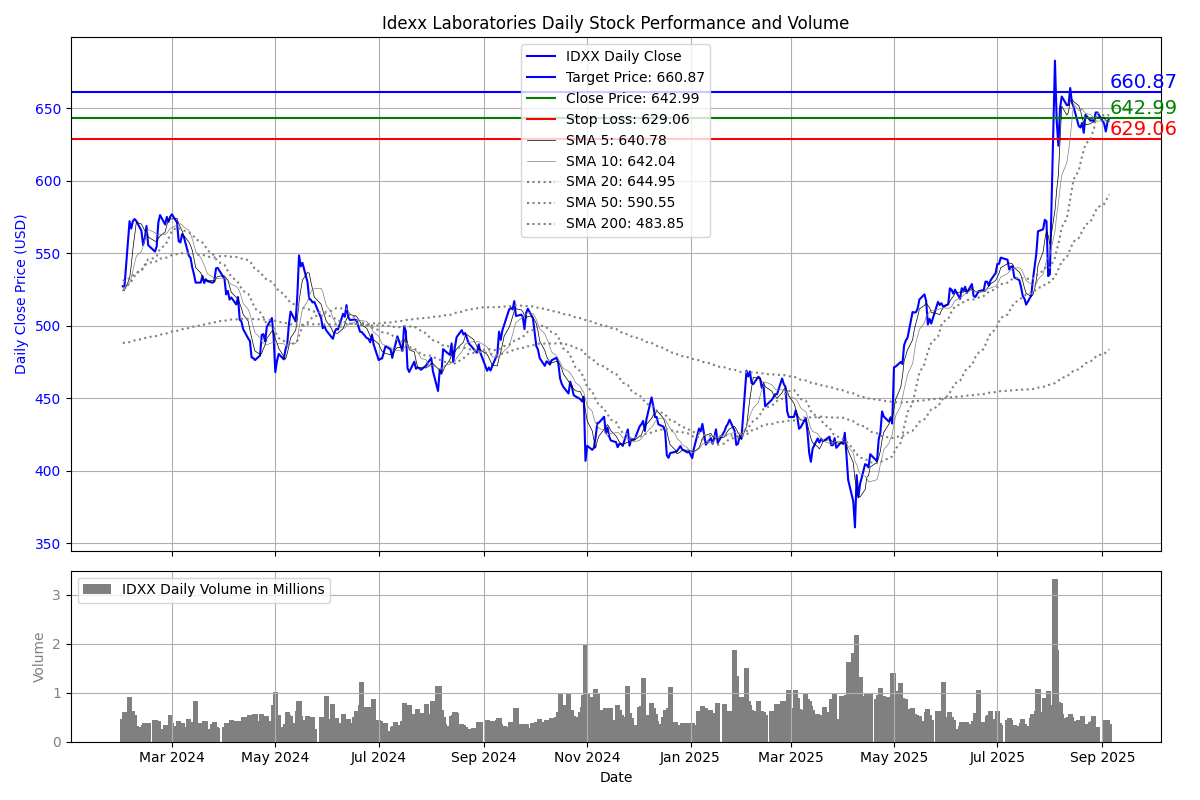 Idexx Laboratories Daily Stock Performance and Volume
IDXX Daily Close
Target Price: 660.87
Close Price: 642.99
Stop Loss: 629.06
SMA 5: 640.78
SMA 10: 642.04
SMA 20: 644.95
SMA 50: 590.55
SMA 200: 483.85
660.87
642.99
629.06
Daily Close Price (USD)
650
600
550
500
450
400
350
IDXX Daily Volume in Millions
Volume
3
2
1
0
Mar 2024 May 2024 Jul 2024 Sep 2024 Nov 2024 Jan 2025 Mar 2025 May 2025 Jul 2025 Sep 2025
Date